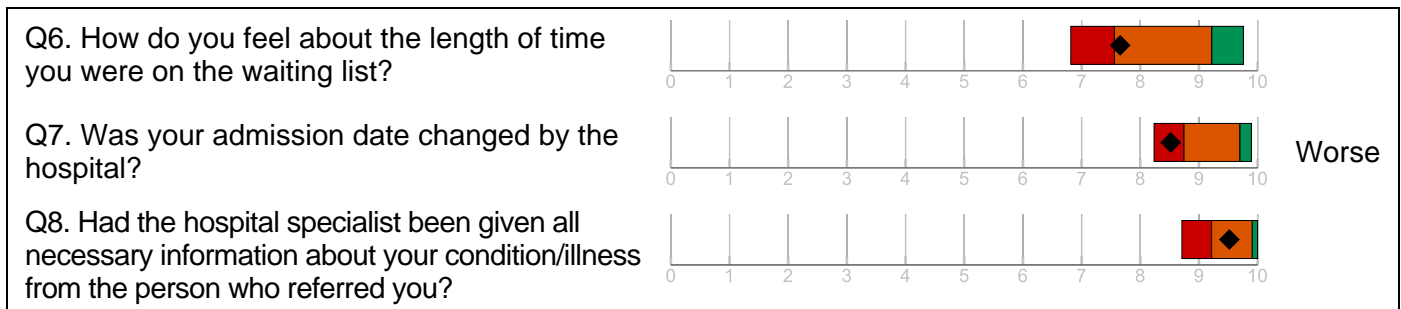 Q6. How do you feel about the length of time
you were on the waiting list?
0 1 2 3 4 5 6 7 8 9 10
Q7. Was your admission date changed by the
hospital?
0 1 2 3 4 5 6 7 8 9 10
Worse
Q8. Had the hospital specialist been given all
necessary information about your condition/illness
from the person who referred you?
0 1 2 3 4 5 6 7 8 9 10